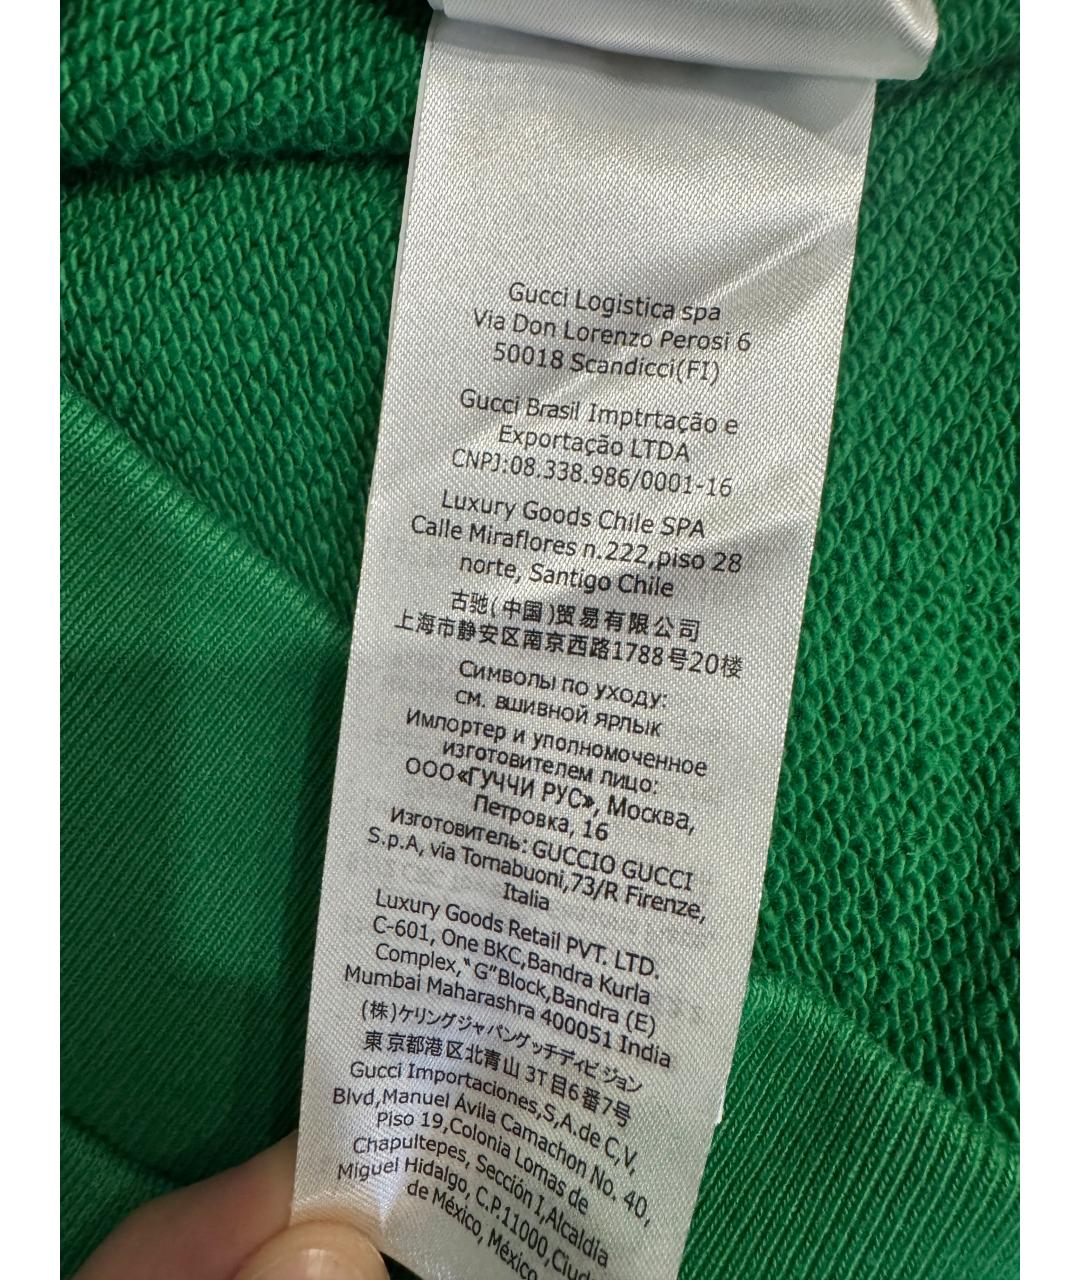 Gucci Logistica spa
Via Don Lorenzo Perosi 6
50018 Scandicci(FI)
Gucci Brasil Imptrtação e
Exportação LTDA
CNPJ:08.338.986/0001-16
Luxury Goods Chile SPA
Calle Miraflores n.222,piso 28
norte, Santigo Chile
古驰(中国)贸易有限公司
上海市静安区南京西路1788号20楼
Символы по уходу:
см. вшивной ярлык
Импортер и уполномоченное
изготовителем лицо:
ООО«ГУЧЧИ РУС», Москва,
Петровка, 16
Изготовитель: GUCCIO GUCCI
S.p.A, via Tornabuoni,73/R Firenze,
Italia
Luxury Goods Retail PVT. LTD.
C-601, One BKC,Bandra Kurla
Complex,“G”Block,Bandra (E)
Mumbai Maharashra 400051 India
(株)ケリングジャパングッチディビジョン
東京都港区北青山 3T目6番7号
Gucci Importaciones,S,A.de C,V,
Blvd,Manuel Ávila Camachon No. 40,
Piso 19,Colonia Lomas de
Chapultepes, Sección I,Alcaldía
Miguel Hidalgo, C.P.11000,Ciud
de México, México